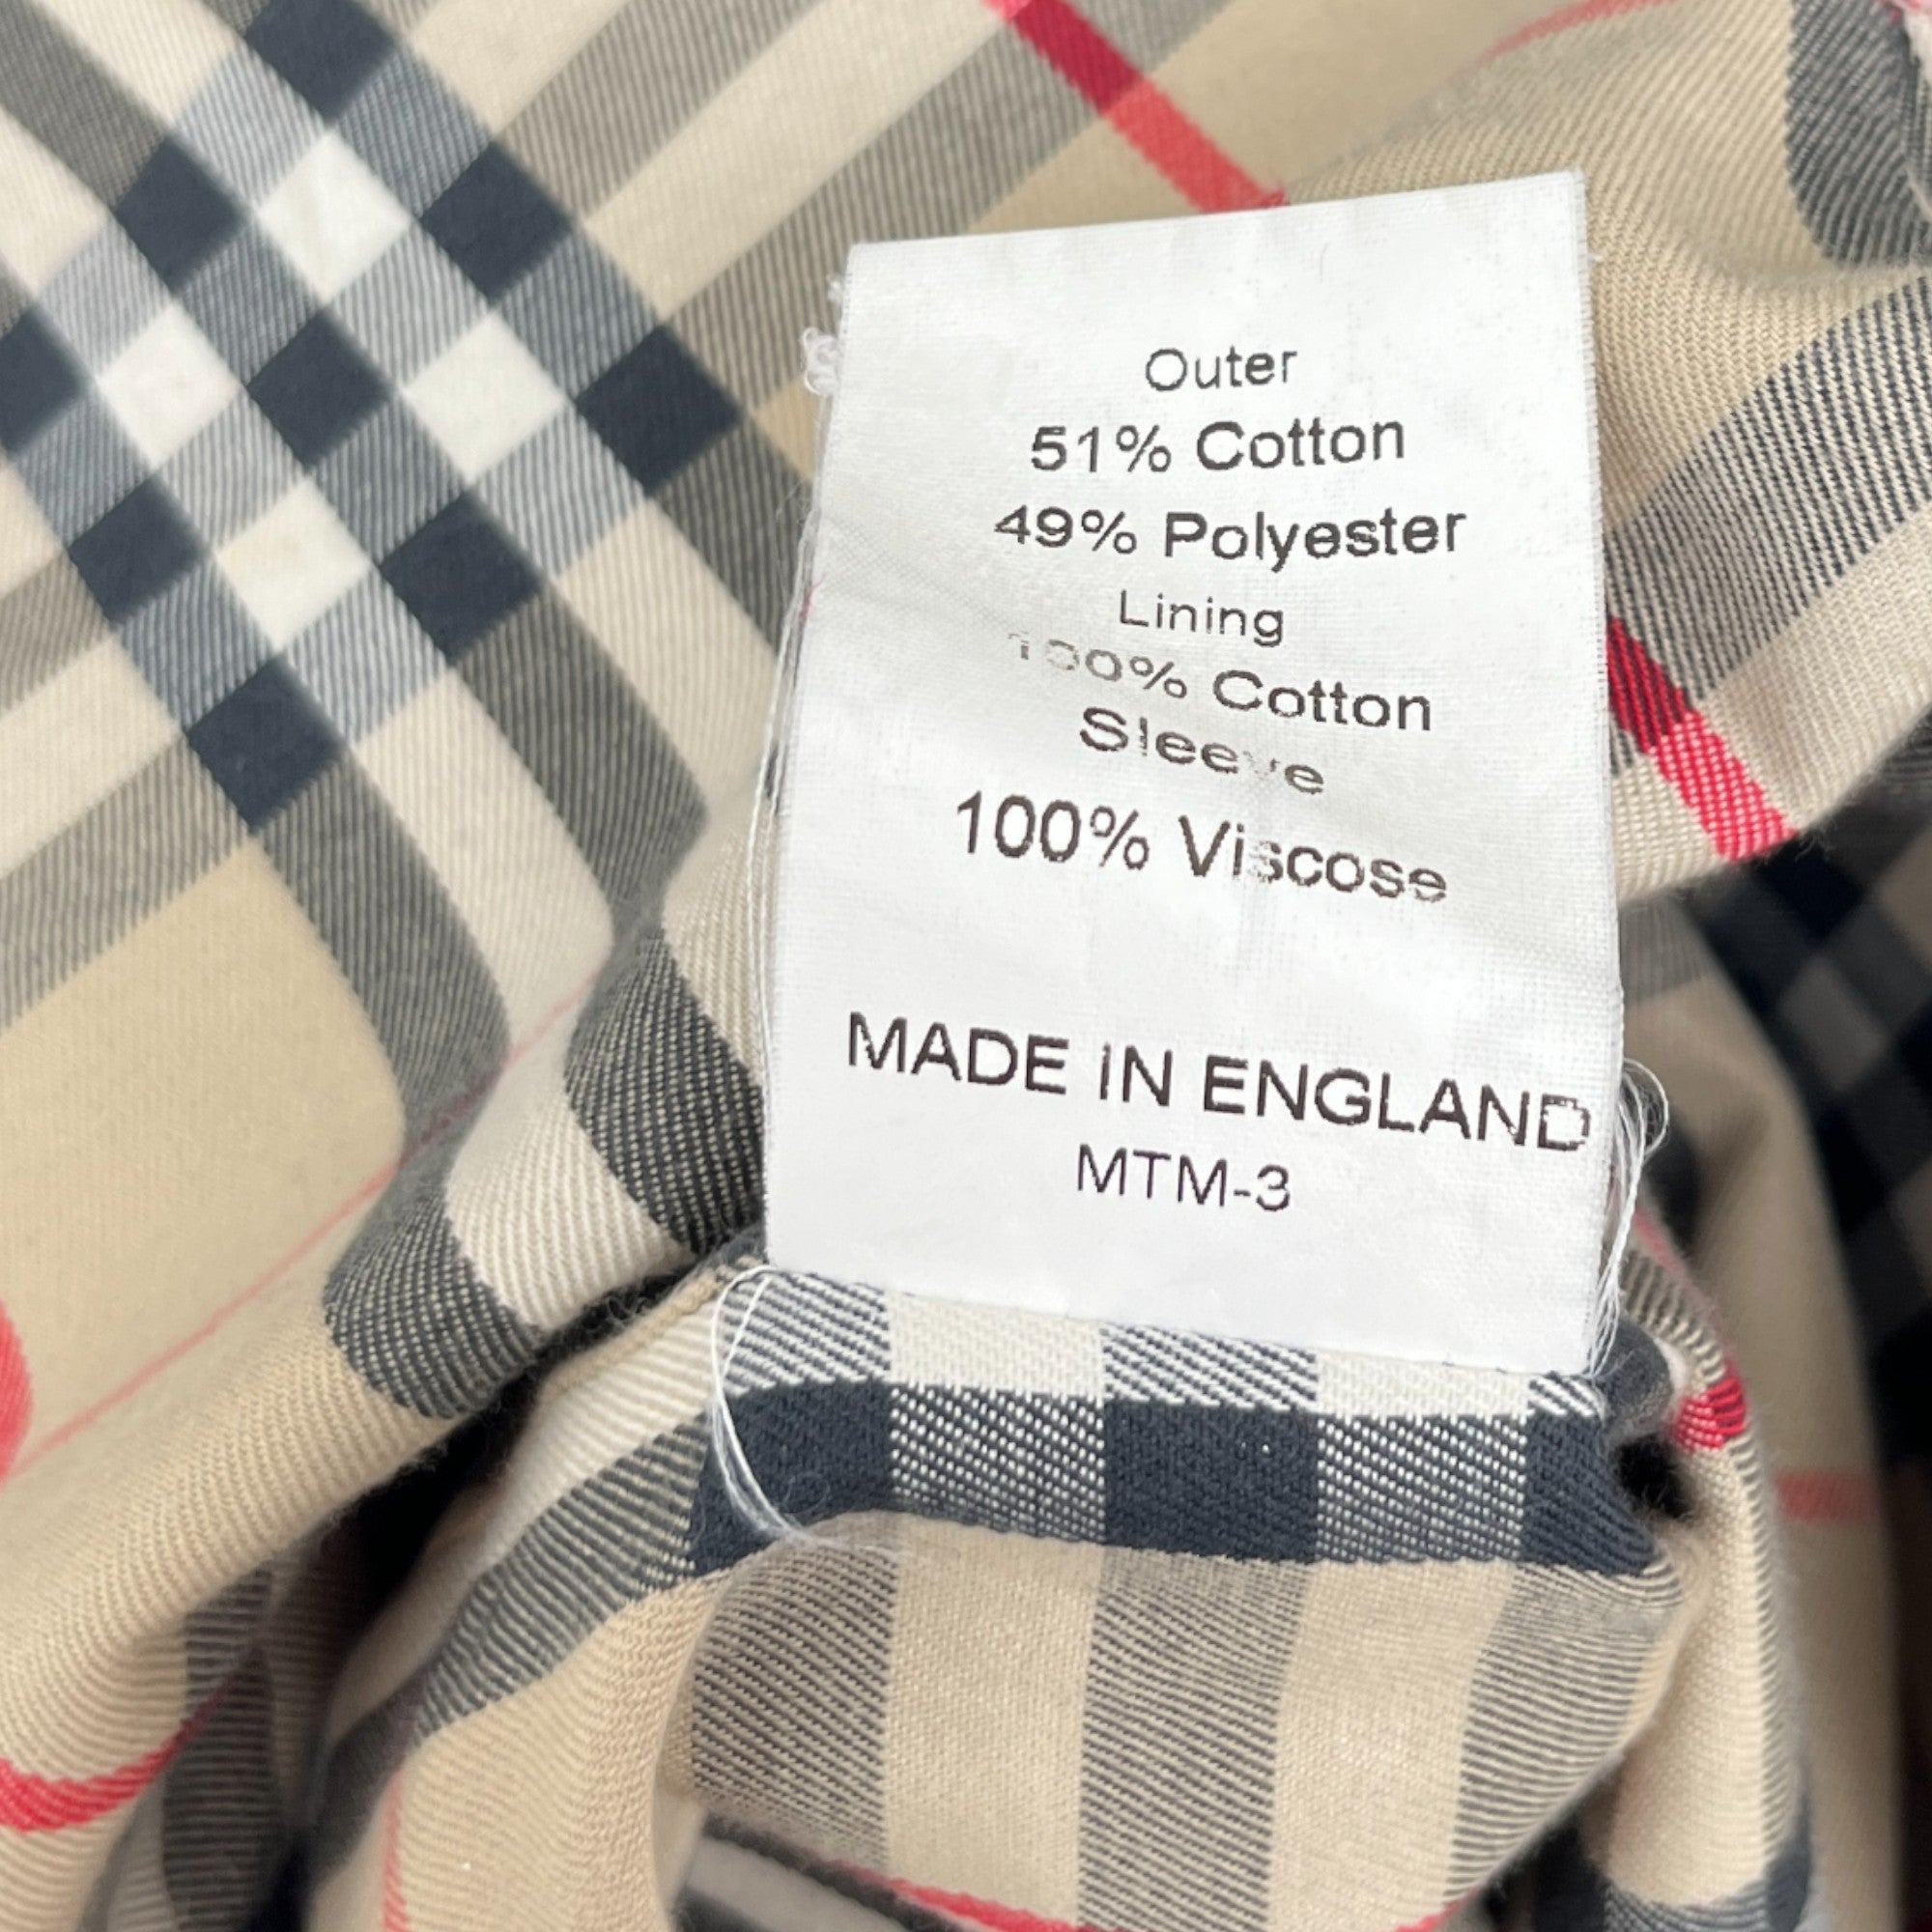 Outer
51% Cotton
49% Polyester
Lining
100% Cotton
Sleeve
100% Viscose
MADE IN ENGLAND
MTM-3